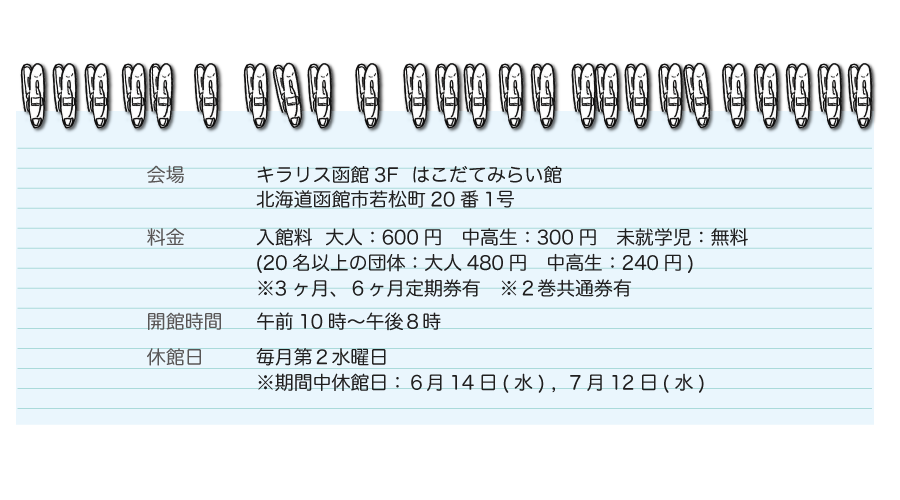 会場 キラリス函館 3F はこだてみらい館
北海道函館市若松町 20 番 1号
料金 入館料 大人：600 円 中高生：300 円 未就学児：無料
(20 名以上の団体：大人 480 円 中高生：240 円 )
※3 ヶ月、６ヶ月定期券有 ※２巻共通券有
開館時間 午前 10 時〜午後８時
休館日 毎月第２水曜日
※期間中休館日：６月 14 日 ( 水 ) , ７月 12 日 ( 水 )